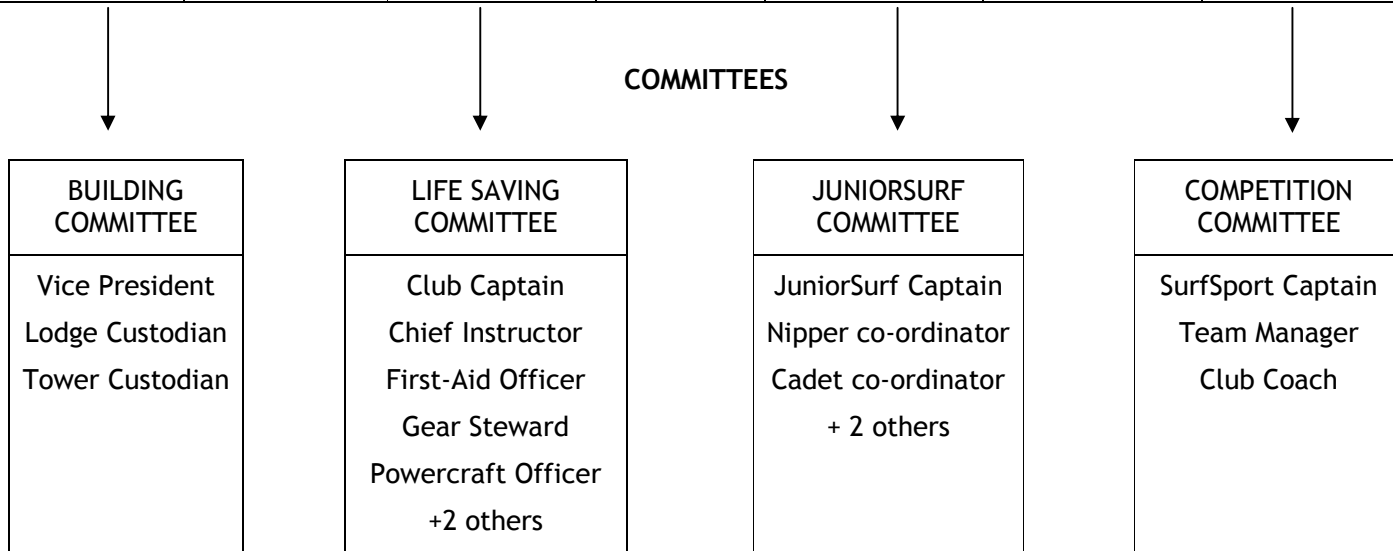 COMMITTEES
BUILDING
COMMITTEE
Vice President
Lodge Custodian
Tower Custodian
LIFE SAVING
COMMITTEE
Club Captain
Chief Instructor
First-Aid Officer
Gear Steward
Powercraft Officer
+2 others
JUNIORSURF
COMMITTEE
JuniorSurf Captain
Nipper co-ordinator
Cadet co-ordinator
+ 2 others
COMPETITION
COMMITTEE
SurfSport Captain
Team Manager
Club Coach